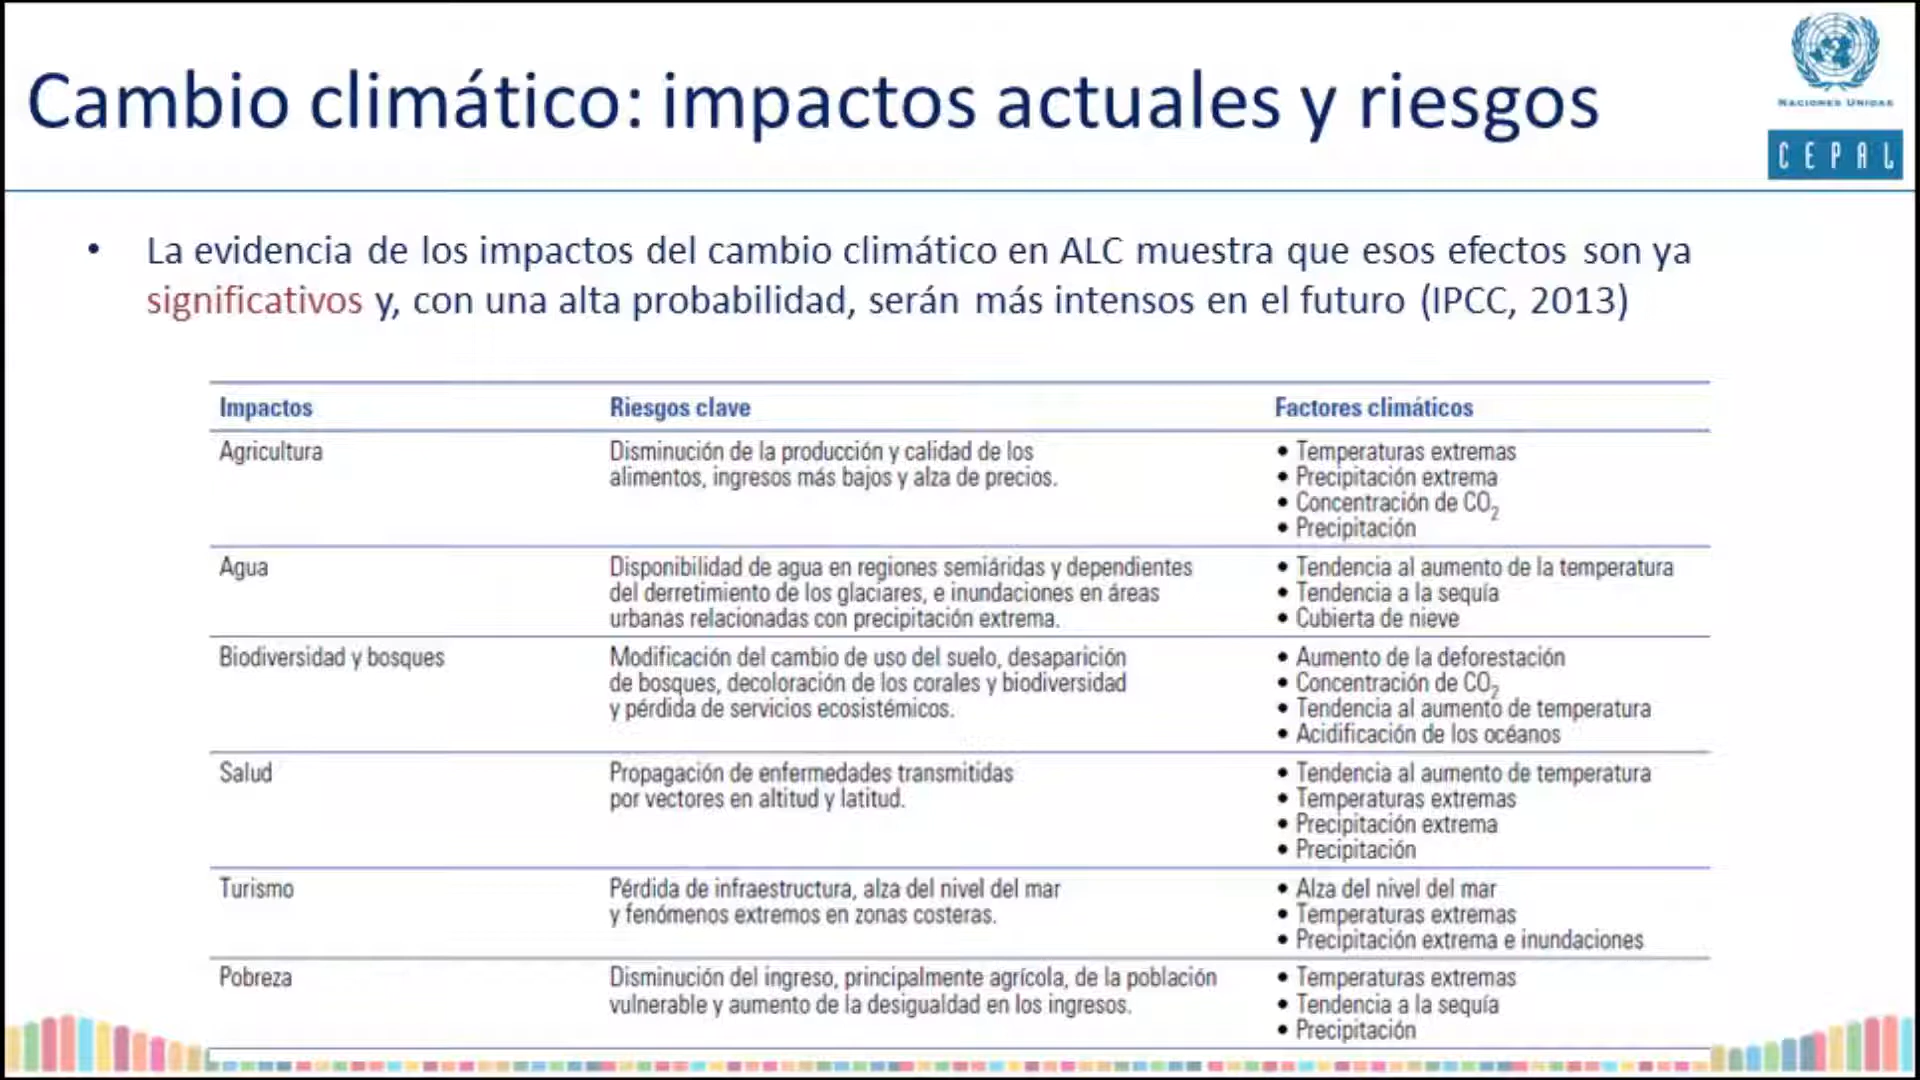 Cambio climático: impactos actuales y riesgos
NACIONES UNIDAS
CEPAL
• La evidencia de los impactos del cambio climático en ALC muestra que esos efectos son ya
significativos y, con una alta probabilidad, serán más intensos en el futuro (IPCC, 2013)
Impactos Riesgos clave Factores climáticos
Agricultura
Disminución de la producción y calidad de los
alimentos, ingresos más bajos y alza de precios.
• Temperaturas extremas
• Precipitación extrema
• Concentración de CO₂
• Precipitación
Agua
Disponibilidad de agua en regiones semiáridas y dependientes
del derretimiento de los glaciares, e inundaciones en áreas
urbanas relacionadas con precipitación extrema.
• Tendencia al aumento de la temperatura
• Tendencia a la sequía
• Cubierta de nieve
Biodiversidad y bosques
Modificación del cambio de uso del suelo, desaparición
de bosques, decoloración de los corales y biodiversidad
y pérdida de servicios ecosistémicos.
• Aumento de la deforestación
• Concentración de CO₂
• Tendencia al aumento de temperatura
• Acidificación de los océanos
Salud
Propagación de enfermedades transmitidas
por vectores en altitud y latitud.
• Tendencia al aumento de temperatura
• Temperaturas extremas
• Precipitación extrema
• Precipitación
Turismo
Pérdida de infraestructura, alza del nivel del mar
y fenómenos extremos en zonas costeras.
• Alza del nivel del mar
• Temperaturas extremas
• Precipitación extrema e inundaciones
Pobreza
Disminución del ingreso, principalmente agrícola, de la población
vulnerable y aumento de la desigualdad en los ingresos.
• Temperaturas extremas
• Tendencia a la sequía
• Precipitación